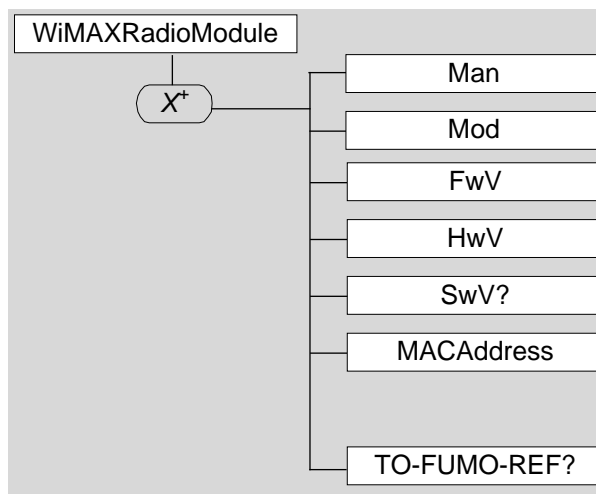 WiMAXRadioModule
X+
Man
Mod
FwV
HwV
SwV?
MACAddress
TO-FUMO-REF?